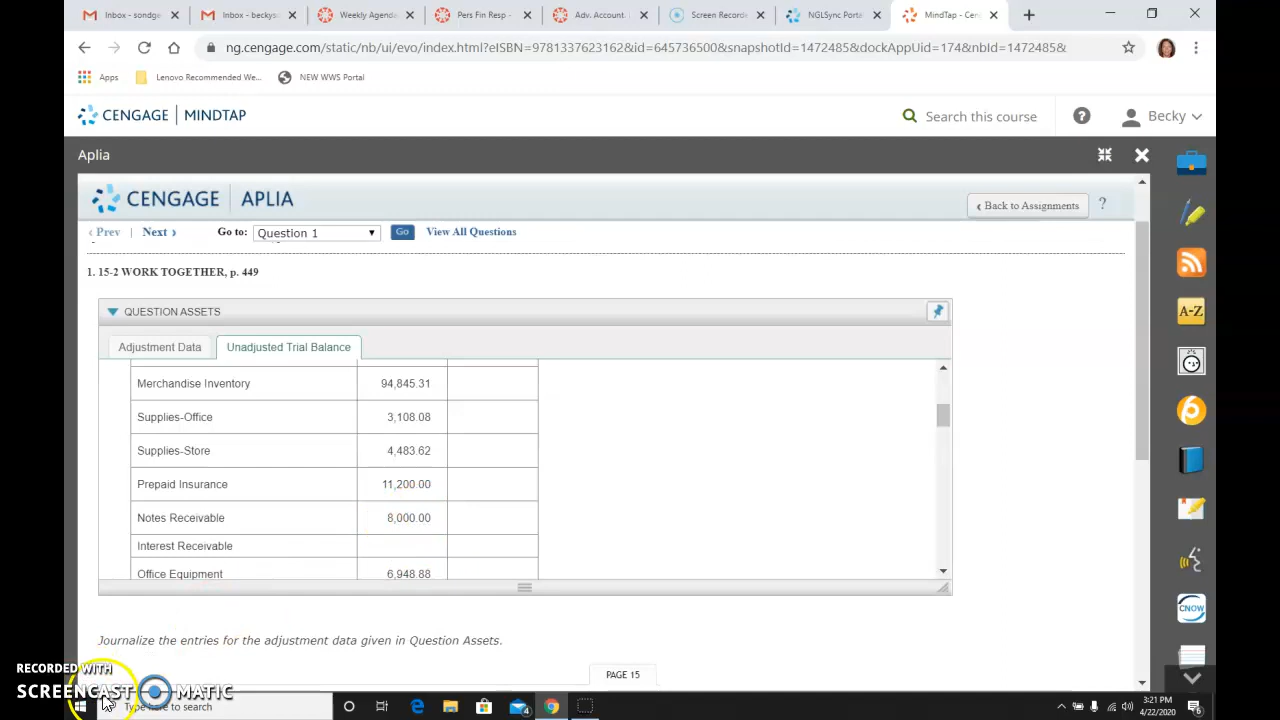 Inbox - sondge
Inbox - beckys
Weekly Agenda
Pers Fin Resp -
Adv. Account
Screen Recorde
NGLSync Porta
MindTap - Cen
ng.cengage.com/static/nb/ui/evo/index.html?eISBN=9781337623162&id=645736500&snapshotId=1472485&dockAppUid=174&nbId=1472485&
Apps
Lenovo Recommended We...
NEW WWS Portal
CENGAGE | MINDTAP
Search this course
?
Becky
Aplia
CENGAGE | APLIA
‹ Back to Assignments
?
‹ Prev | Next ›
Go to:
Question 1
Go
View All Questions
1. 15-2 WORK TOGETHER, p. 449
QUESTION ASSETS
Adjustment Data
Unadjusted Trial Balance
Merchandise Inventory 94,845.31
Supplies-Office 3,108.08
Supplies-Store 4,483.62
Prepaid Insurance 11,200.00
Notes Receivable 8,000.00
Interest Receivable
Office Equipment 6,948.88
Journalize the entries for the adjustment data given in Question Assets.
PAGE 15
A-Z
CNOW
RECORDED WITH
SCREENCAST MATIC
Type here to search
4
3:21 PM
4/22/2020
6